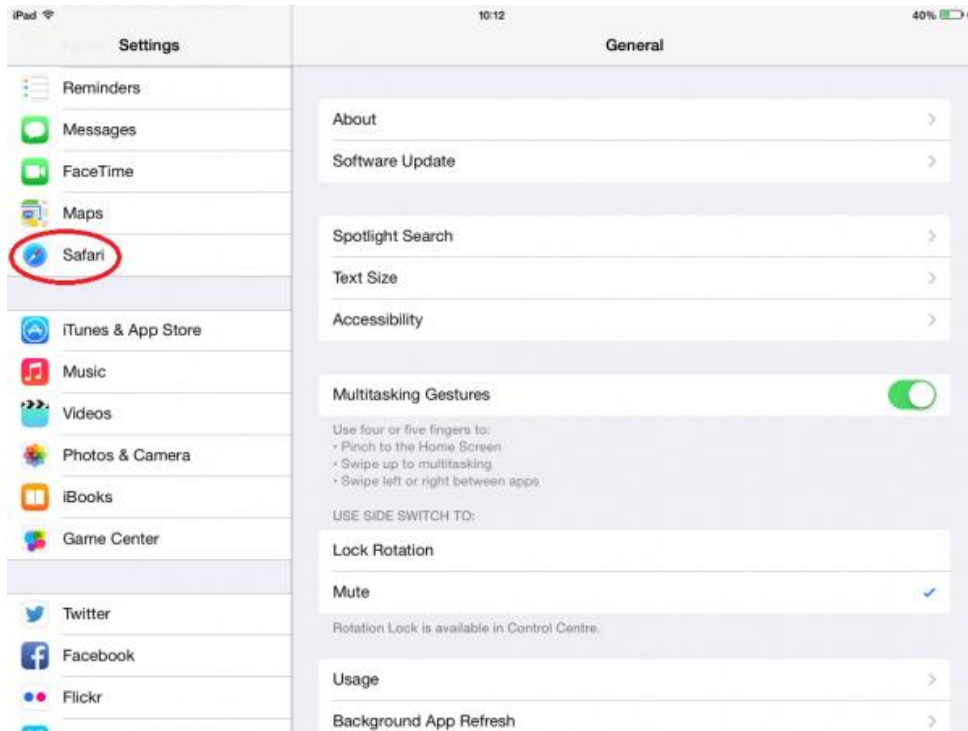 iPad 10:12 40%
Settings
Reminders
Messages
FaceTime
Maps
Safari
iTunes & App Store
Music
Videos
Photos & Camera
iBooks
Game Center
Twitter
Facebook
Flickr
General
About
Software Update
Spotlight Search
Text Size
Accessibility
Multitasking Gestures
Use four or five fingers to:
• Pinch to the Home Screen
• Swipe up to multitasking
• Swipe left or right between apps
USE SIDE SWITCH TO:
Lock Rotation
Mute
Rotation Lock is available in Control Centre.
Usage
Background App Refresh